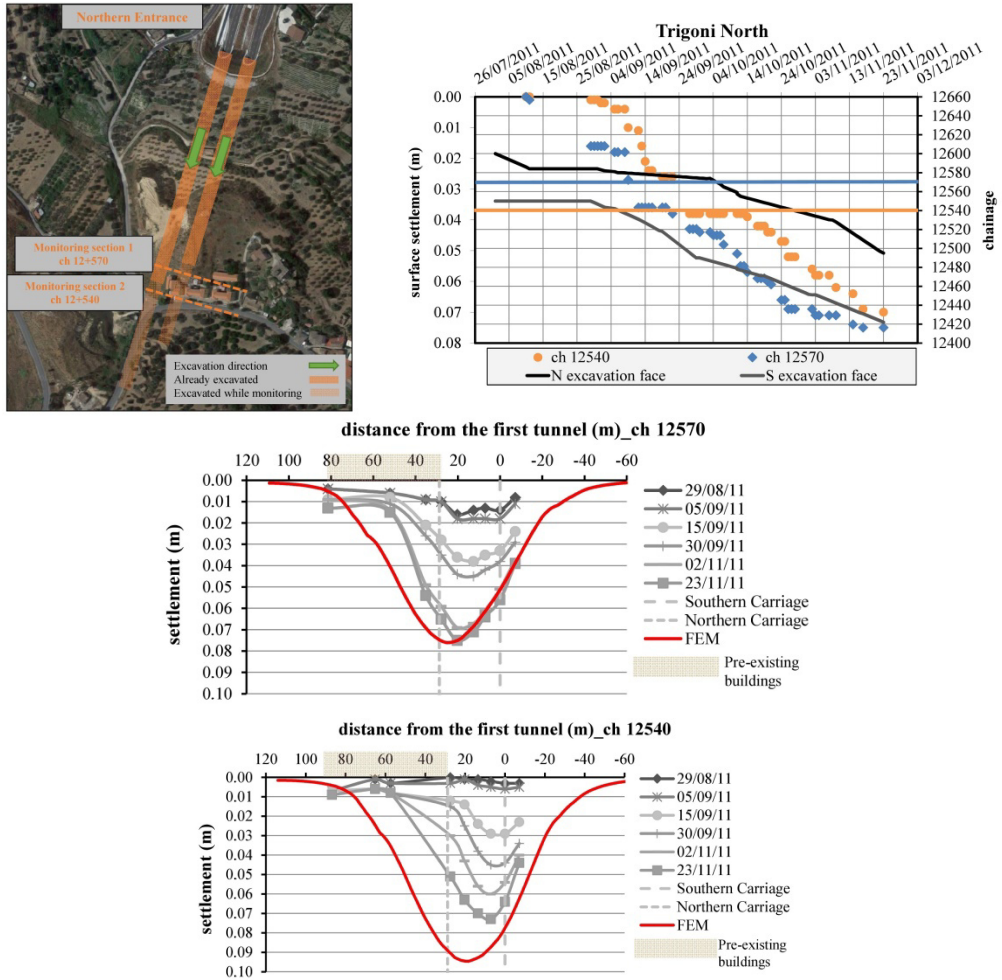 Northern Entrance
Monitoring section 1
ch 12+570
Monitoring section 2
ch 12+540
Excavation direction
Already excavated
Excavated while monitoring
Trigoni North
26/07/2011
05/08/2011
15/08/2011
25/08/2011
04/09/2011
14/09/2011
24/09/2011
04/10/2011
14/10/2011
24/10/2011
03/11/2011
13/11/2011
23/11/2011
03/12/2011
surface settlement (m)
0.00
0.01
0.02
0.03
0.04
0.05
0.06
0.07
0.08
12660
12640
12620
12600
12580
12560
12540
12520
12500
12480
12460
12440
12420
12400
chainage
ch 12540
ch 12570
N excavation face
S excavation face
distance from the first tunnel (m)_ch 12570
120 100 80 60 40 20 0 -20 -40 -60
settlement (m)
0.00
0.01
0.02
0.03
0.04
0.05
0.06
0.07
0.08
0.09
0.10
29/08/11
05/09/11
15/09/11
30/09/11
02/11/11
23/11/11
Southern Carriage
Northern Carriage
FEM
Pre-existing
buildings
distance from the first tunnel (m)_ch 12540
120 100 80 60 40 20 0 -20 -40 -60
settlement (m)
0.00
0.01
0.02
0.03
0.04
0.05
0.06
0.07
0.08
0.09
0.10
29/08/11
05/09/11
15/09/11
30/09/11
02/11/11
23/11/11
Southern Carriage
Northern Carriage
FEM
Pre-existing
buildings